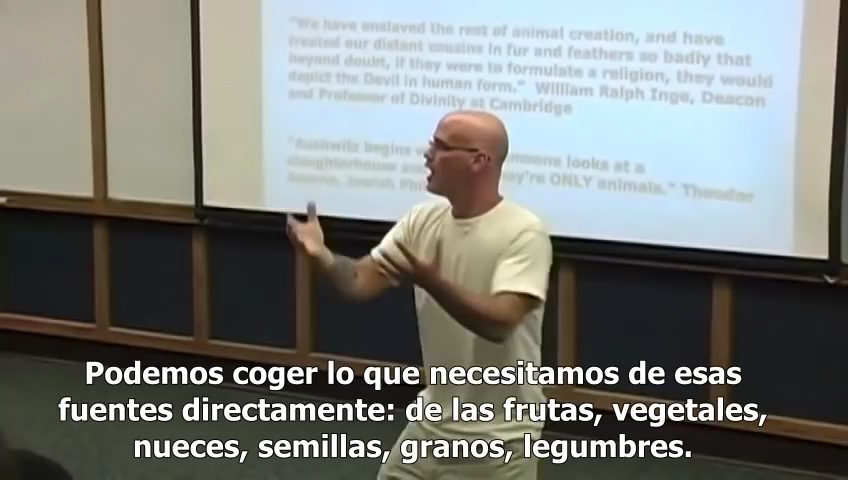 "We have enslaved the rest of animal creation, and have
treated our distant cousins in fur and feathers so badly that
beyond doubt, if they were to formulate a religion, they would
depict the Devil in human form." William Ralph Inge, Deacon
and Professor of Divinity at Cambridge
"Auschwitz begins looks at a
slaughterhouse and they're ONLY animals." Theodor
Jewish
Podemos coger lo que necesitamos de esas
fuentes directamente: de las frutas, vegetales,
nueces, semillas, granos, legumbres.